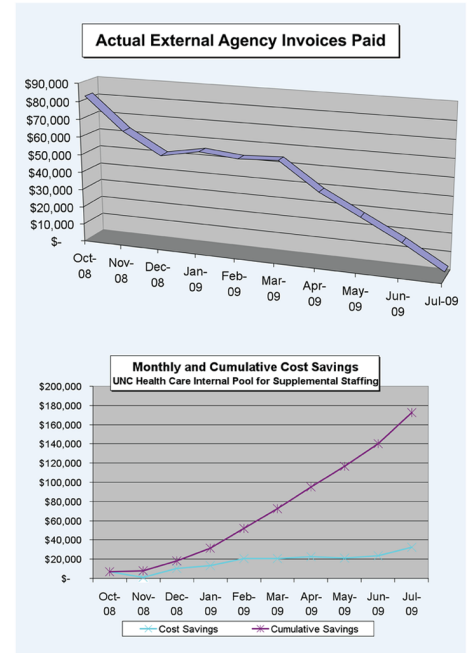 Actual External Agency Invoices Paid
$90,000
$80,000
$70,000
$60,000
$50,000
$40,000
$30,000
$20,000
$10,000
$-
Oct-
08
Nov-
08
Dec-
08
Jan-
09
Feb-
09
Mar-
09
Apr-
09
May-
09
Jun-
09
Jul-09
Monthly and Cumulative Cost Savings
UNC Health Care Internal Pool for Supplemental Staffing
$200,000
$180,000
$160,000
$140,000
$120,000
$100,000
$80,000
$60,000
$40,000
$20,000
$-
Oct-
08
Nov-
08
Dec-
08
Jan-
09
Feb-
09
Mar-
09
Apr-
09
May-
09
Jun-
09
Jul-
09
Cost Savings
Cumulative Savings